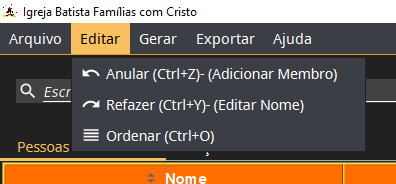 Igreja Batista Famílias com Cristo
Arquivo Editar Gerar Exportar Ajuda
Anular (Ctrl+Z)- (Adicionar Membro)
Escr
Refazer (Ctrl+Y)- (Editar Nome)
Ordenar (Ctrl+O)
Pessoas
Nome